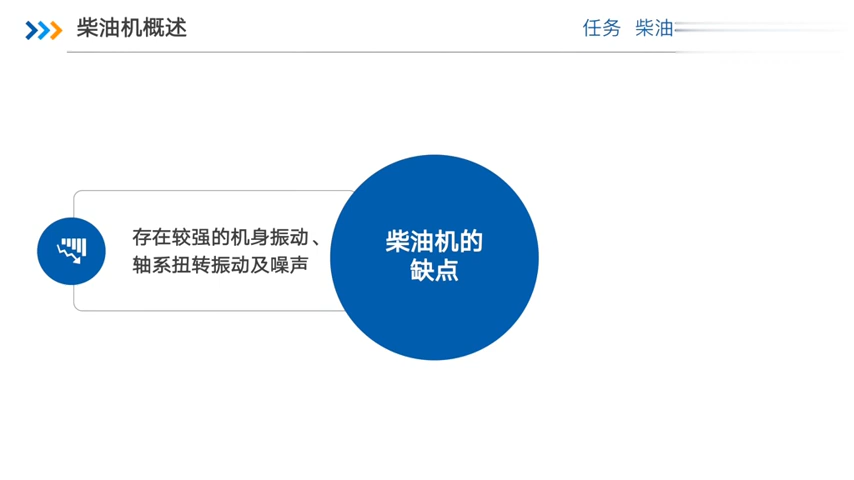 柴油机概述
任务 柴油
存在较强的机身振动、
轴系扭转振动及噪声
柴油机的
缺点